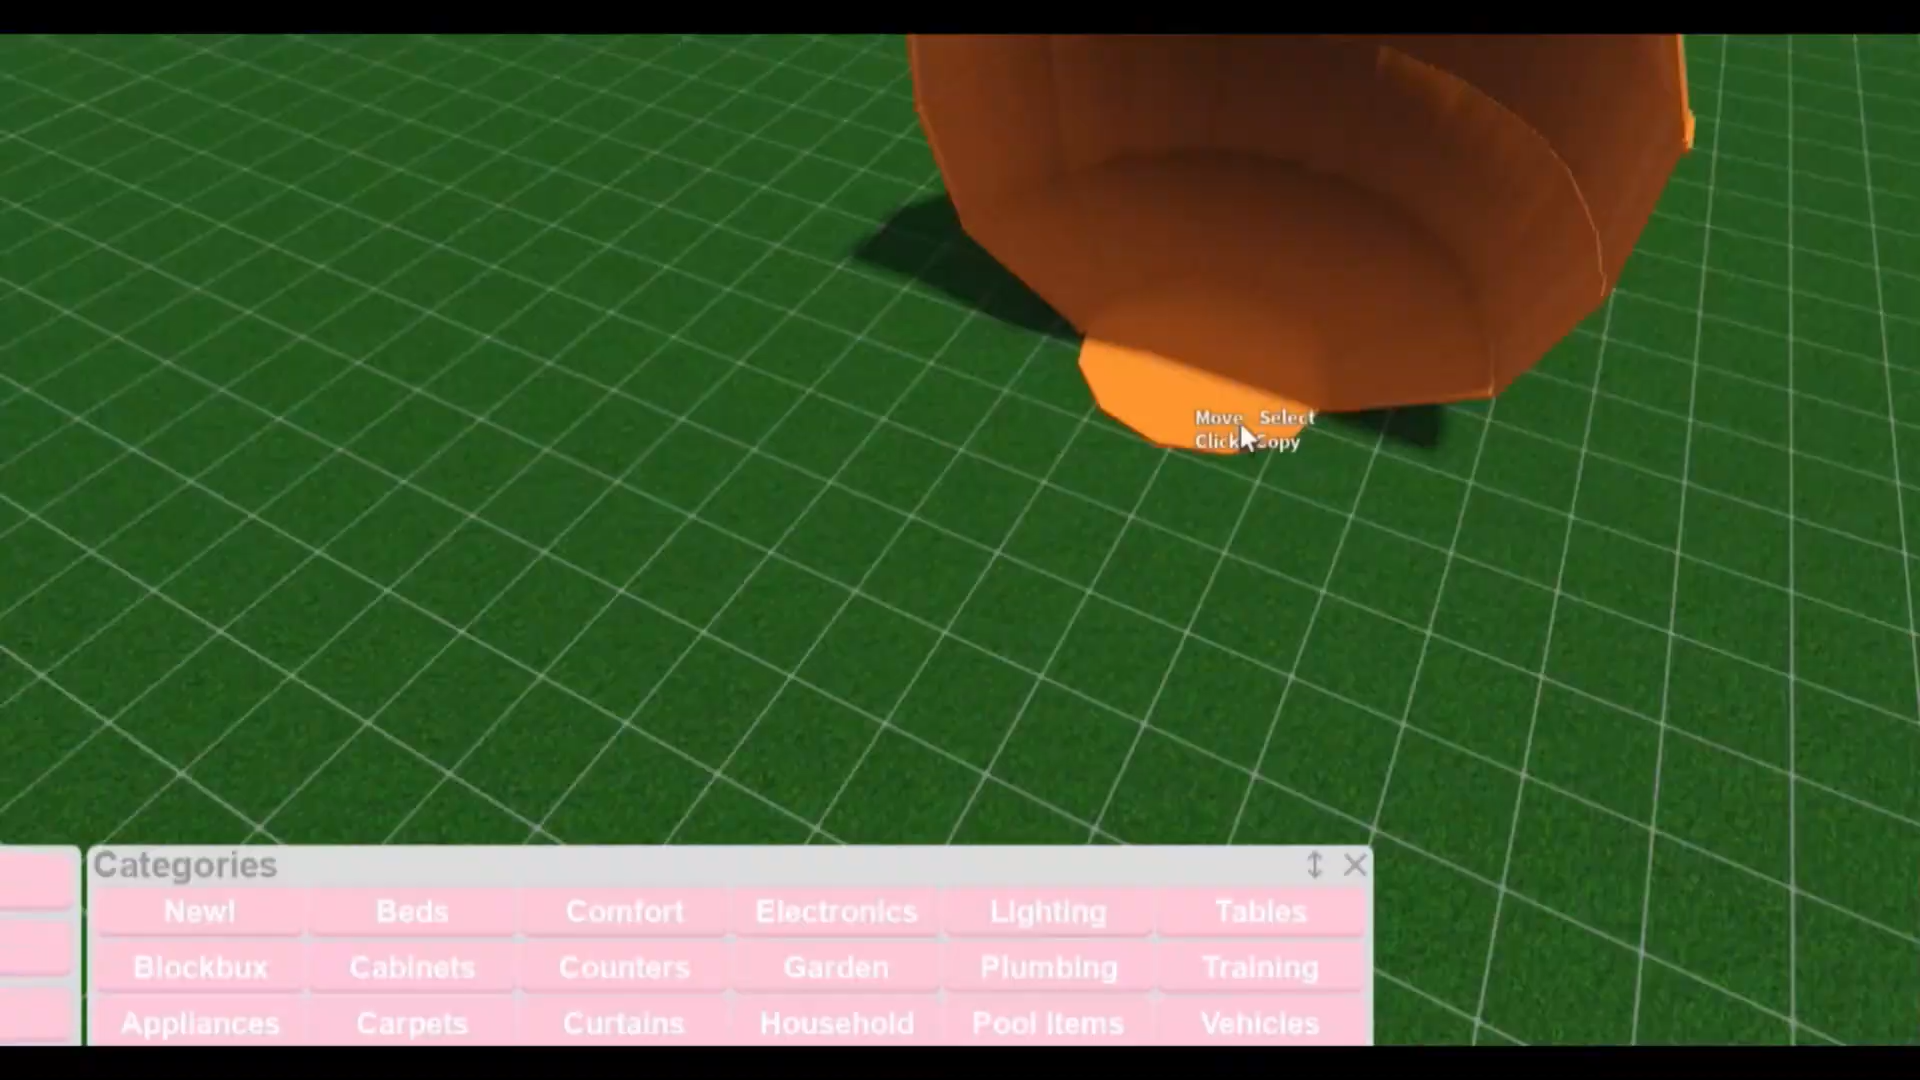 Move Select
Click Copy
Categories
New! Beds Comfort Electronics Lighting Tables
Blockbux Cabinets Counters Garden Plumbing Training
Appliances Carpets Curtains Household Pool Items Vehicles